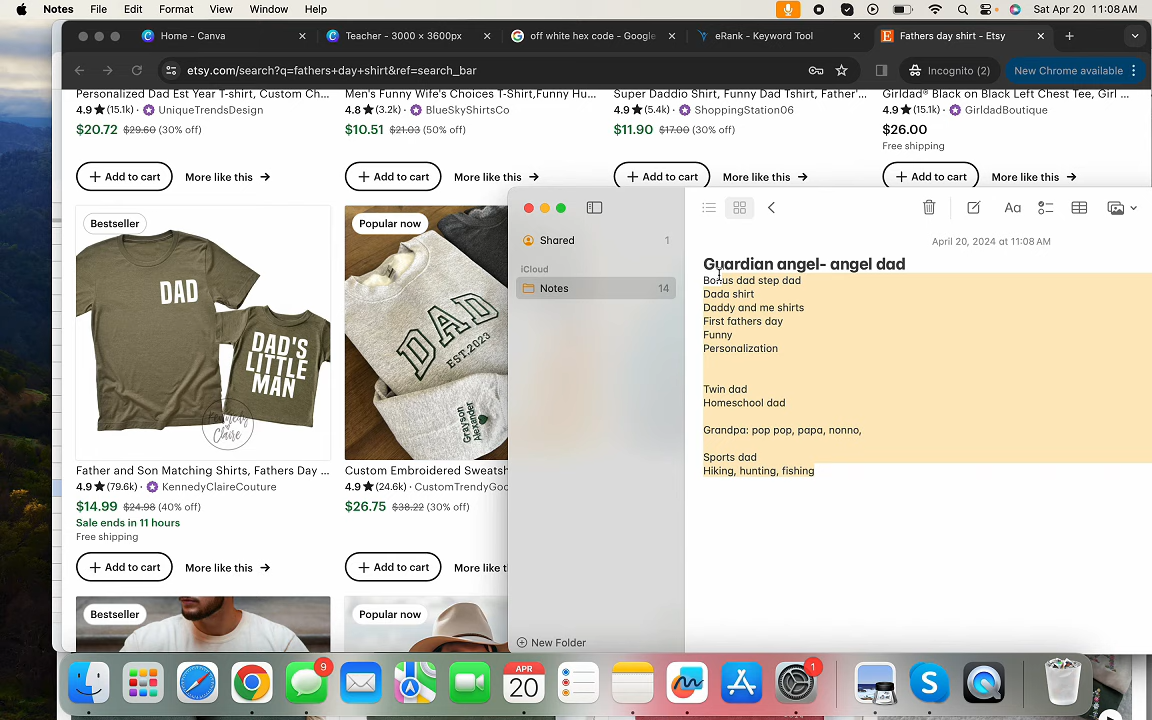 Notes File Edit Format View Window Help Sat Apr 20 11:08 AM
Home - Canva Teacher - 3000 × 3600px off white hex code - Google eRank - Keyword Tool Fathers day shirt - Etsy
etsy.com/search?q=fathers+day+shirt&ref=search_bar Incognito (2) New Chrome available
Personalized Dad Est Year T-shirt, Custom Ch...
4.9 (15.1k) UniqueTrendsDesign
$20.72 $29.60 (30% off)
+ Add to cart More like this →
Men's Funny Wife's Choices T-Shirt,Funny Hu...
4.8 (3.2k) BlueSkyShirtsCo
$10.51 $21.03 (50% off)
+ Add to cart More like this →
Super Daddio Shirt, Funny Dad Tshirt, Father'...
4.9 (5.4k) ShoppingStation06
$11.90 $17.00 (30% off)
+ Add to cart More like this →
Girldad® Black on Black Left Chest Tee, Girl ...
4.9 (15.1k) GirldadBoutique
$26.00
Free shipping
+ Add to cart More like this →
Bestseller
DAD
DAD'S
LITTLE
MAN
Kennedy
Claire
Father and Son Matching Shirts, Fathers Day ...
4.9 (79.6k) KennedyClaireCouture
$14.99 $24.98 (40% off)
Sale ends in 11 hours
Free shipping
+ Add to cart More like this →
Popular now
DAD
EST.2023
Grayson
Alexander
Custom Embroidered Sweatsh
4.9 (24.6k) CustomTrendyGoo
$26.75 $38.22 (30% off)
+ Add to cart More like
Bestseller
Popular now
Shared 1
iCloud
Notes 14
New Folder
Aa
April 20, 2024 at 11:08 AM
Guardian angel- angel dad
Bonus dad step dad
Dada shirt
Daddy and me shirts
First fathers day
Funny
Personalization
Twin dad
Homeschool dad
Grandpa: pop pop, papa, nonno,
Sports dad
Hiking, hunting, fishing
9
APR
20
1